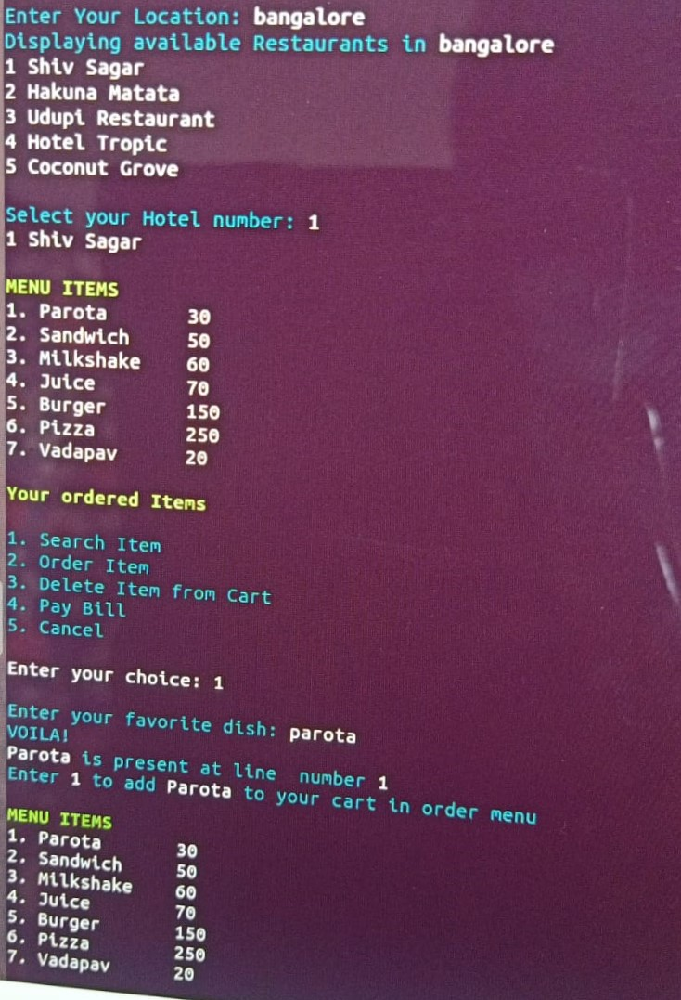 Enter Your Location: bangalore
Displaying available Restaurants in bangalore
1 Shiv Sagar
2 Hakuna Matata
3 Udupi Restaurant
4 Hotel Tropic
5 Coconut Grove
Select your Hotel number: 1
1 Shiv Sagar
MENU ITEMS
1. Parota 30
2. Sandwich 50
3. Milkshake 60
4. Juice 70
5. Burger 150
6. Pizza 250
7. Vadapav 20
Your ordered Items
1. Search Item
2. Order Item
3. Delete Item from Cart
4. Pay Bill
5. Cancel
Enter your choice: 1
Enter your favorite dish: parota
VOILA!
Parota is present at line number 1
Enter 1 to add Parota to your cart in order menu
MENU ITEMS
1. Parota 30
2. Sandwich 50
3. Milkshake 60
4. Juice 70
5. Burger 150
6. Pizza 250
7. Vadapav 20